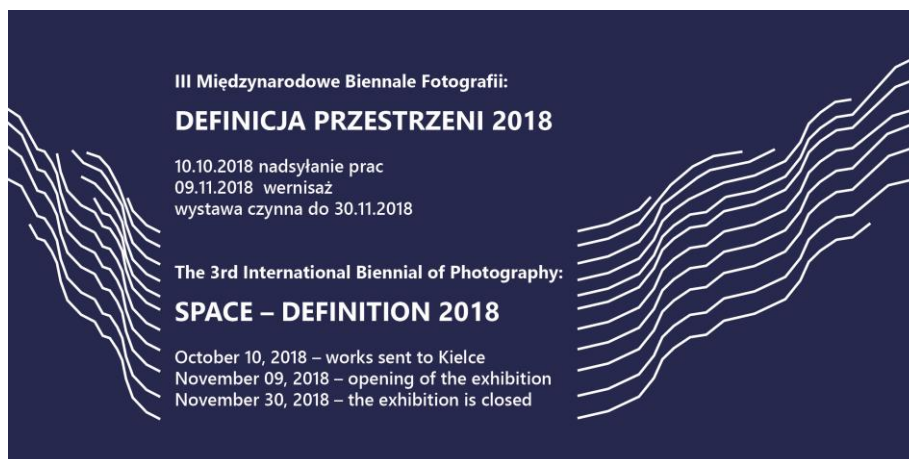 III Międzynarodowe Biennale Fotografii:
DEFINICJA PRZESTRZENI 2018
10.10.2018 nadsyłanie prac
09.11.2018 wernisaż
wystawa czynna do 30.11.2018
The 3rd International Biennial of Photography:
SPACE – DEFINITION 2018
October 10, 2018 – works sent to Kielce
November 09, 2018 – opening of the exhibition
November 30, 2018 – the exhibition is closed